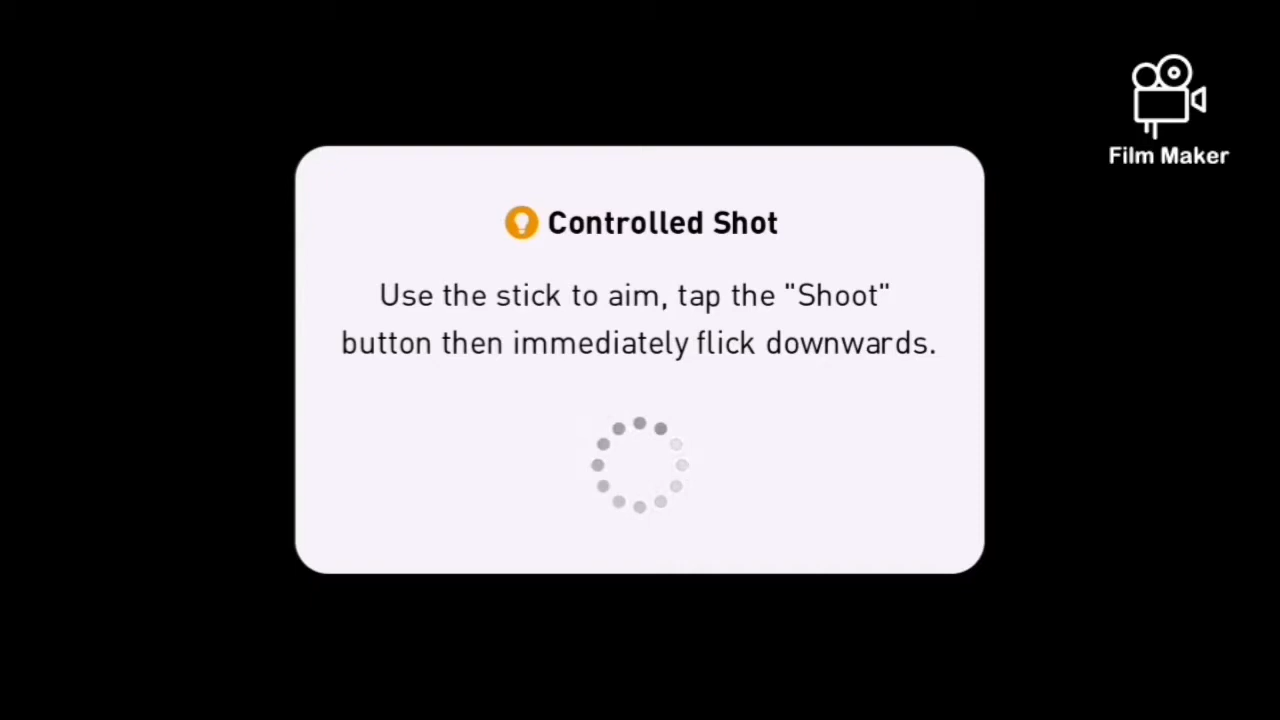 Film Maker
Controlled Shot
Use the stick to aim, tap the "Shoot"
button then immediately flick downwards.